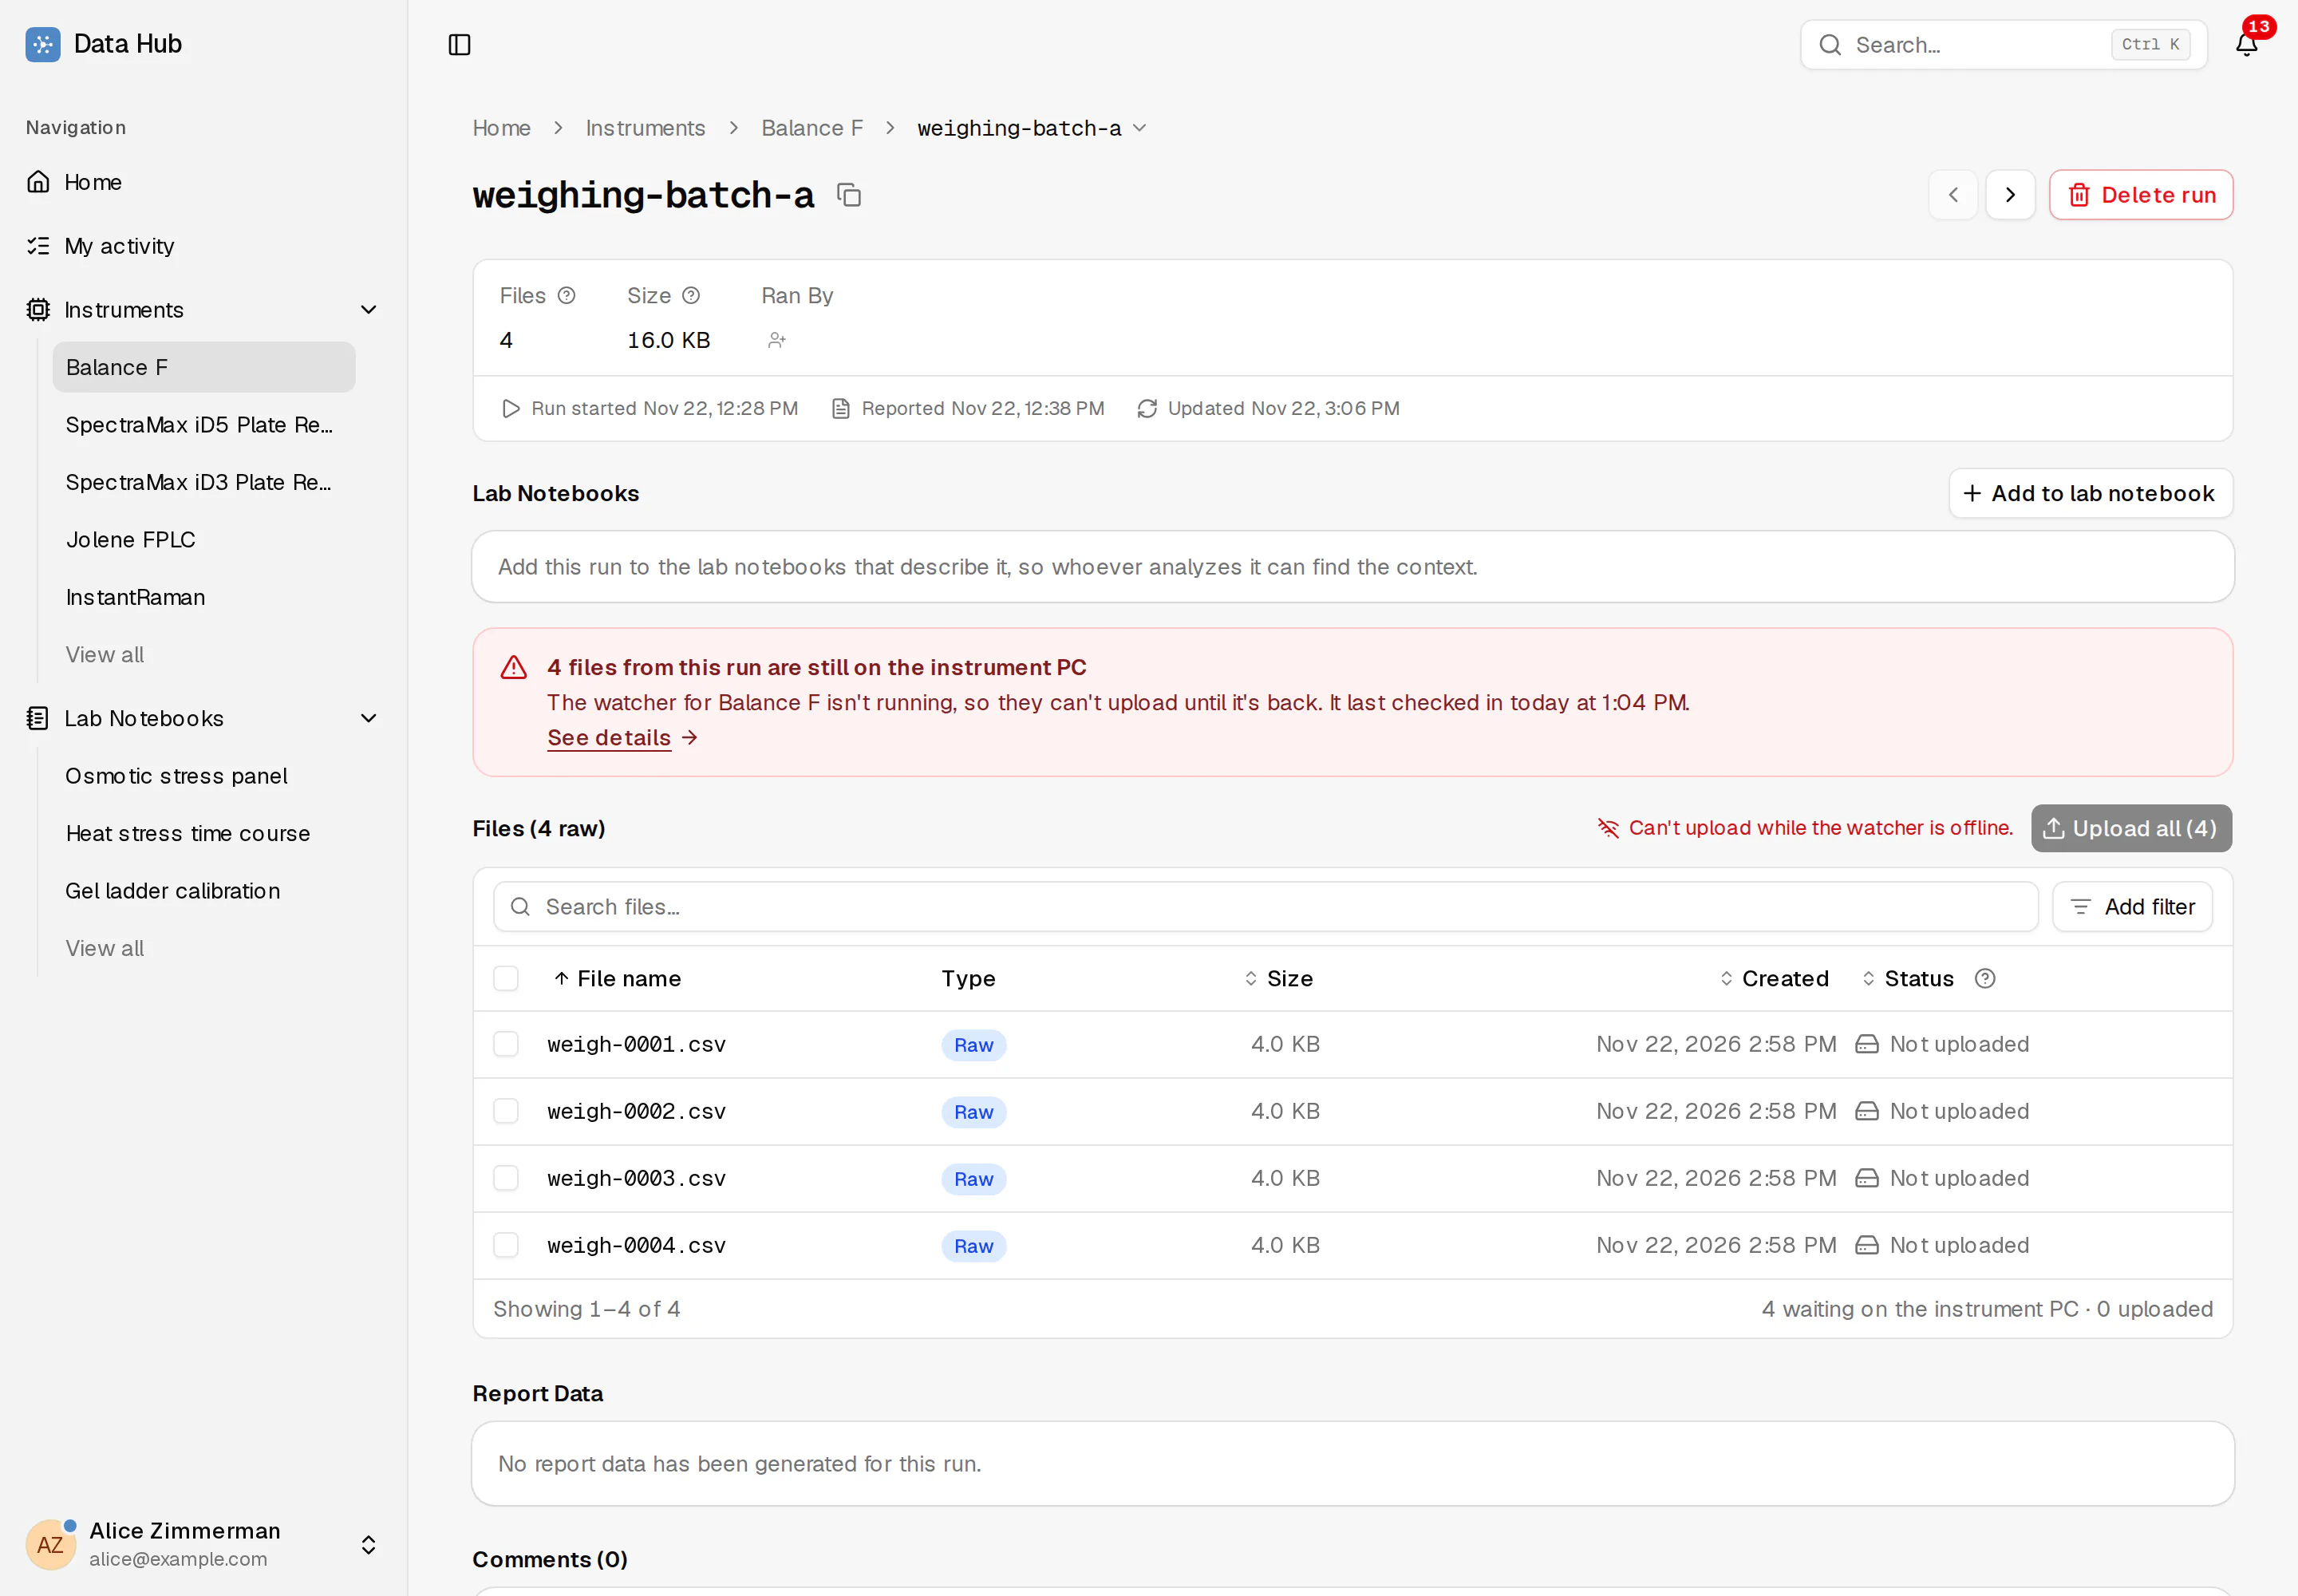 Data Hub
Search...
Ctrl K
13
Navigation
Home
My activity
Instruments
Balance F
SpectraMax iD5 Plate Re...
SpectraMax iD3 Plate Re...
Jolene FPLC
InstantRaman
View all
Lab Notebooks
Osmotic stress panel
Heat stress time course
Gel ladder calibration
View all
AZ
Alice Zimmerman
alice@example.com
Home
Instruments
Balance F
weighing-batch-a
weighing-batch-a
Delete run
Files
Size
Ran By
4
16.0 KB
Run started Nov 22, 12:28 PM
Reported Nov 22, 12:38 PM
Updated Nov 22, 3:06 PM
Lab Notebooks
Add to lab notebook
Add this run to the lab notebooks that describe it, so whoever analyzes it can find the context.
4 files from this run are still on the instrument PC
The watcher for Balance F isn't running, so they can't upload until it's back. It last checked in today at 1:04 PM.
See details
Files (4 raw)
Can't upload while the watcher is offline.
Upload all (4)
Search files...
Add filter
File name Type Size Created Status
weigh-0001.csv Raw 4.0 KB Nov 22, 2026 2:58 PM Not uploaded
weigh-0002.csv Raw 4.0 KB Nov 22, 2026 2:58 PM Not uploaded
weigh-0003.csv Raw 4.0 KB Nov 22, 2026 2:58 PM Not uploaded
weigh-0004.csv Raw 4.0 KB Nov 22, 2026 2:58 PM Not uploaded
Showing 1–4 of 4
4 waiting on the instrument PC · 0 uploaded
Report Data
No report data has been generated for this run.
Comments (0)